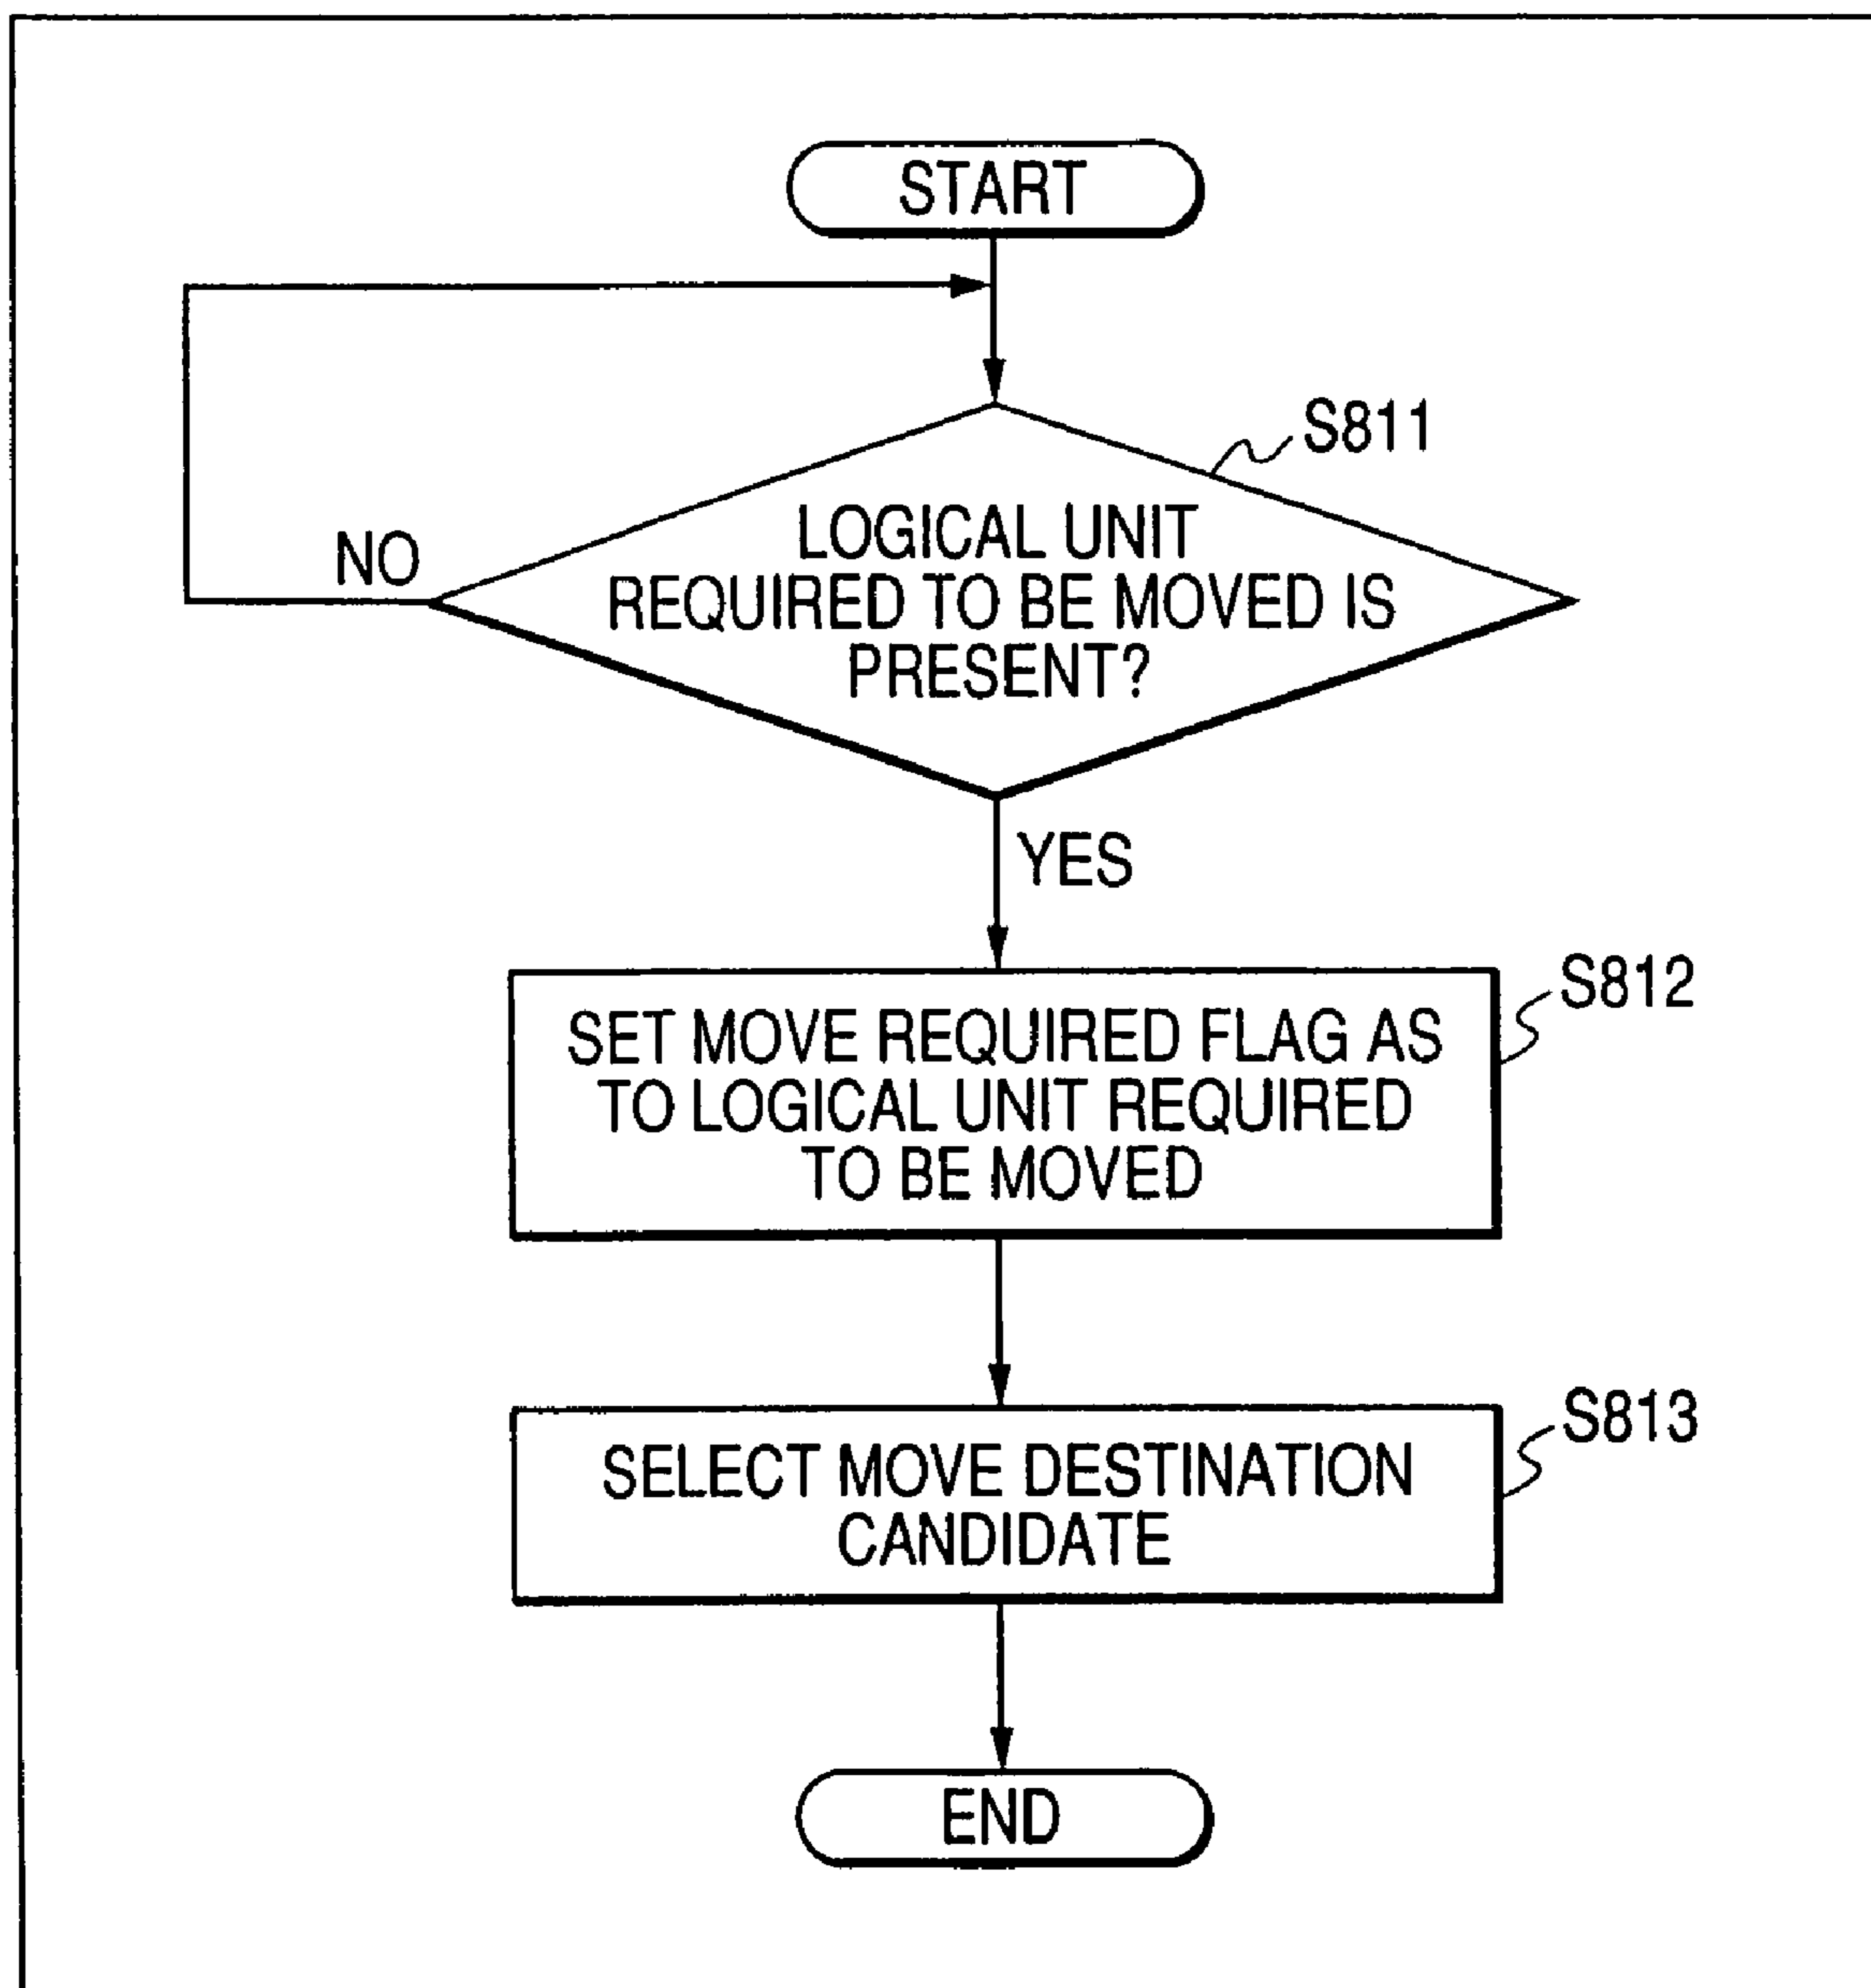 START
S811
LOGICAL UNIT
REQUIRED TO BE MOVED IS
PRESENT?
NO
YES
S812
SET MOVE REQUIRED FLAG AS
TO LOGICAL UNIT REQUIRED
TO BE MOVED
S813
SELECT MOVE DESTINATION
CANDIDATE
END